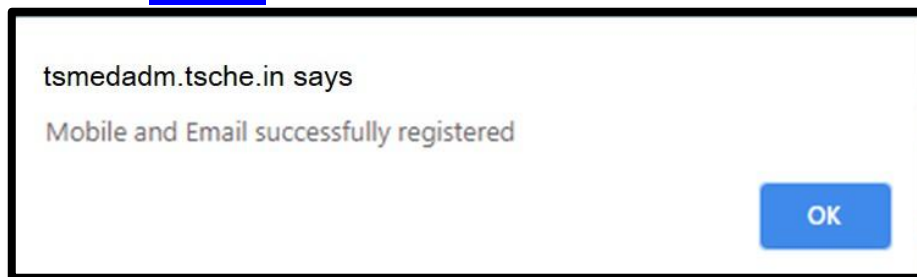 tsmedadm.tsche.in says
Mobile and Email successfully registered
OK